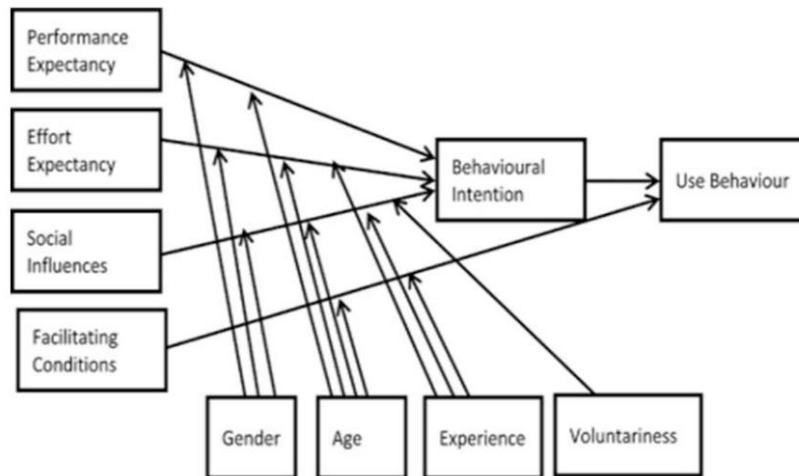 Performance
Expectancy
Effort
Expectancy
Social
Influences
Facilitating
Conditions
Behavioural
Intention
Use Behaviour
Gender
Age
Experience
Voluntariness